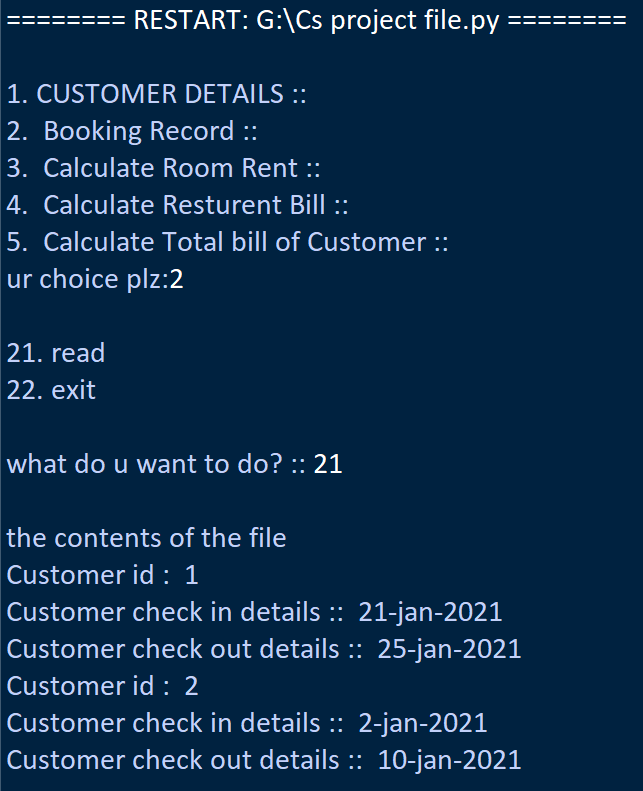 ======== RESTART: G:\Cs project file.py ========
1. CUSTOMER DETAILS ::
2.  Booking Record ::
3.  Calculate Room Rent ::
4.  Calculate Resturent Bill ::
5.  Calculate Total bill of Customer ::
ur choice plz:2
21. read
22. exit
what do u want to do? :: 21
the contents of the file
Customer id :  1
Customer check in details ::  21-jan-2021
Customer check out details ::  25-jan-2021
Customer id :  2
Customer check in details ::  2-jan-2021
Customer check out details ::  10-jan-2021